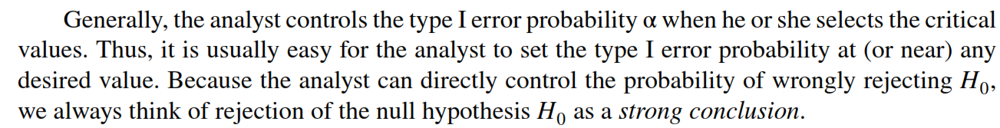 Generally, the analyst controls the type I error probability α when he or she selects the critical
values. Thus, it is usually easy for the analyst to set the type I error probability at (or near) any
desired value. Because the analyst can directly control the probability of wrongly rejecting H₀,
we always think of rejection of the null hypothesis H₀ as a strong conclusion.